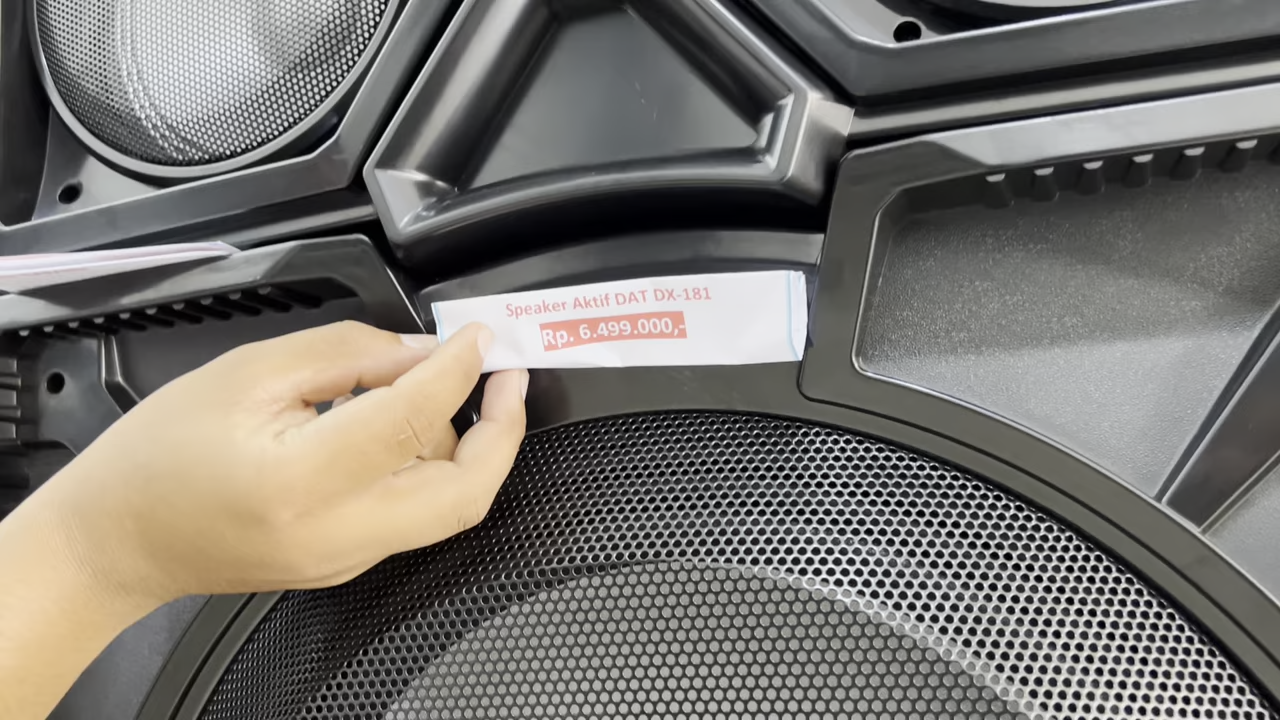 Speaker Aktif DAT DX-181
Rp. 6.499.000,-